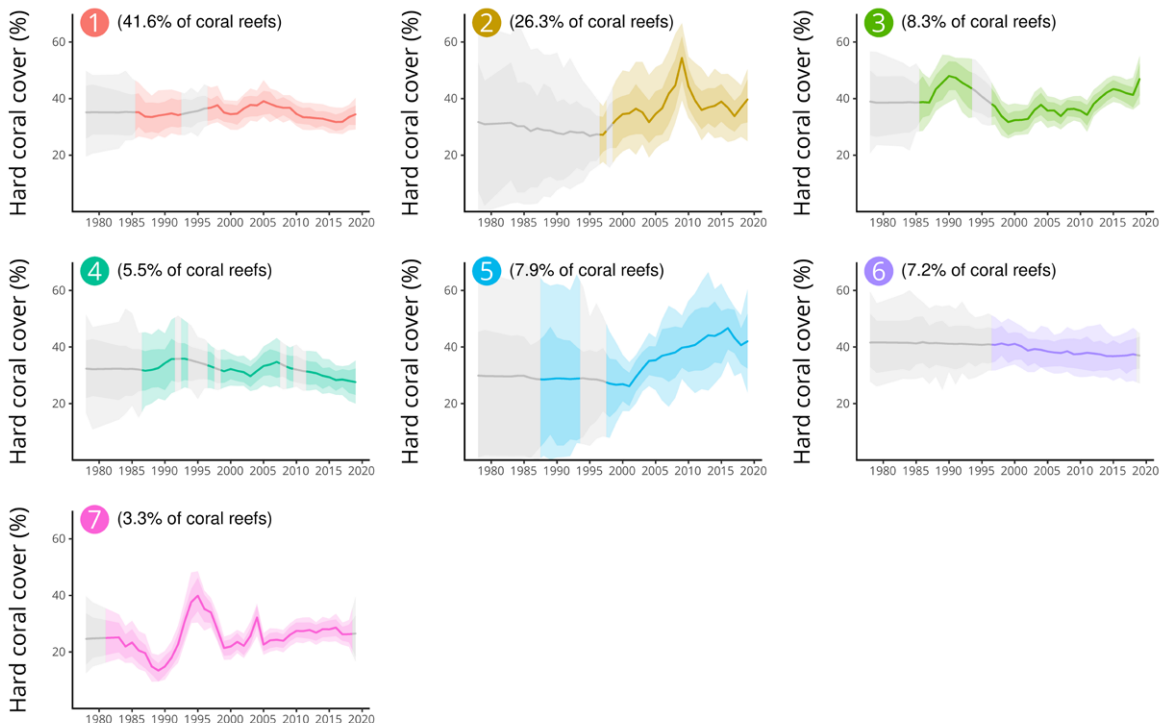 1 (41.6% of coral reefs)
Hard coral cover (%)
60
40
20
1980 1985 1990 1995 2000 2005 2010 2015 2020
2 (26.3% of coral reefs)
Hard coral cover (%)
60
40
20
1980 1985 1990 1995 2000 2005 2010 2015 2020
3 (8.3% of coral reefs)
Hard coral cover (%)
60
40
20
1980 1985 1990 1995 2000 2005 2010 2015 2020
4 (5.5% of coral reefs)
Hard coral cover (%)
60
40
20
1980 1985 1990 1995 2000 2005 2010 2015 2020
5 (7.9% of coral reefs)
Hard coral cover (%)
60
40
20
1980 1985 1990 1995 2000 2005 2010 2015 2020
6 (7.2% of coral reefs)
Hard coral cover (%)
60
40
20
1980 1985 1990 1995 2000 2005 2010 2015 2020
7 (3.3% of coral reefs)
Hard coral cover (%)
60
40
20
1980 1985 1990 1995 2000 2005 2010 2015 2020